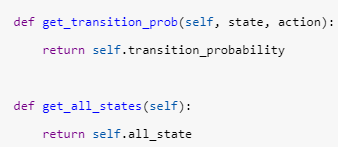 def get_transition_prob(self, state, action):
    return self.transition_probability
def get_all_states(self):
    return self.all_state